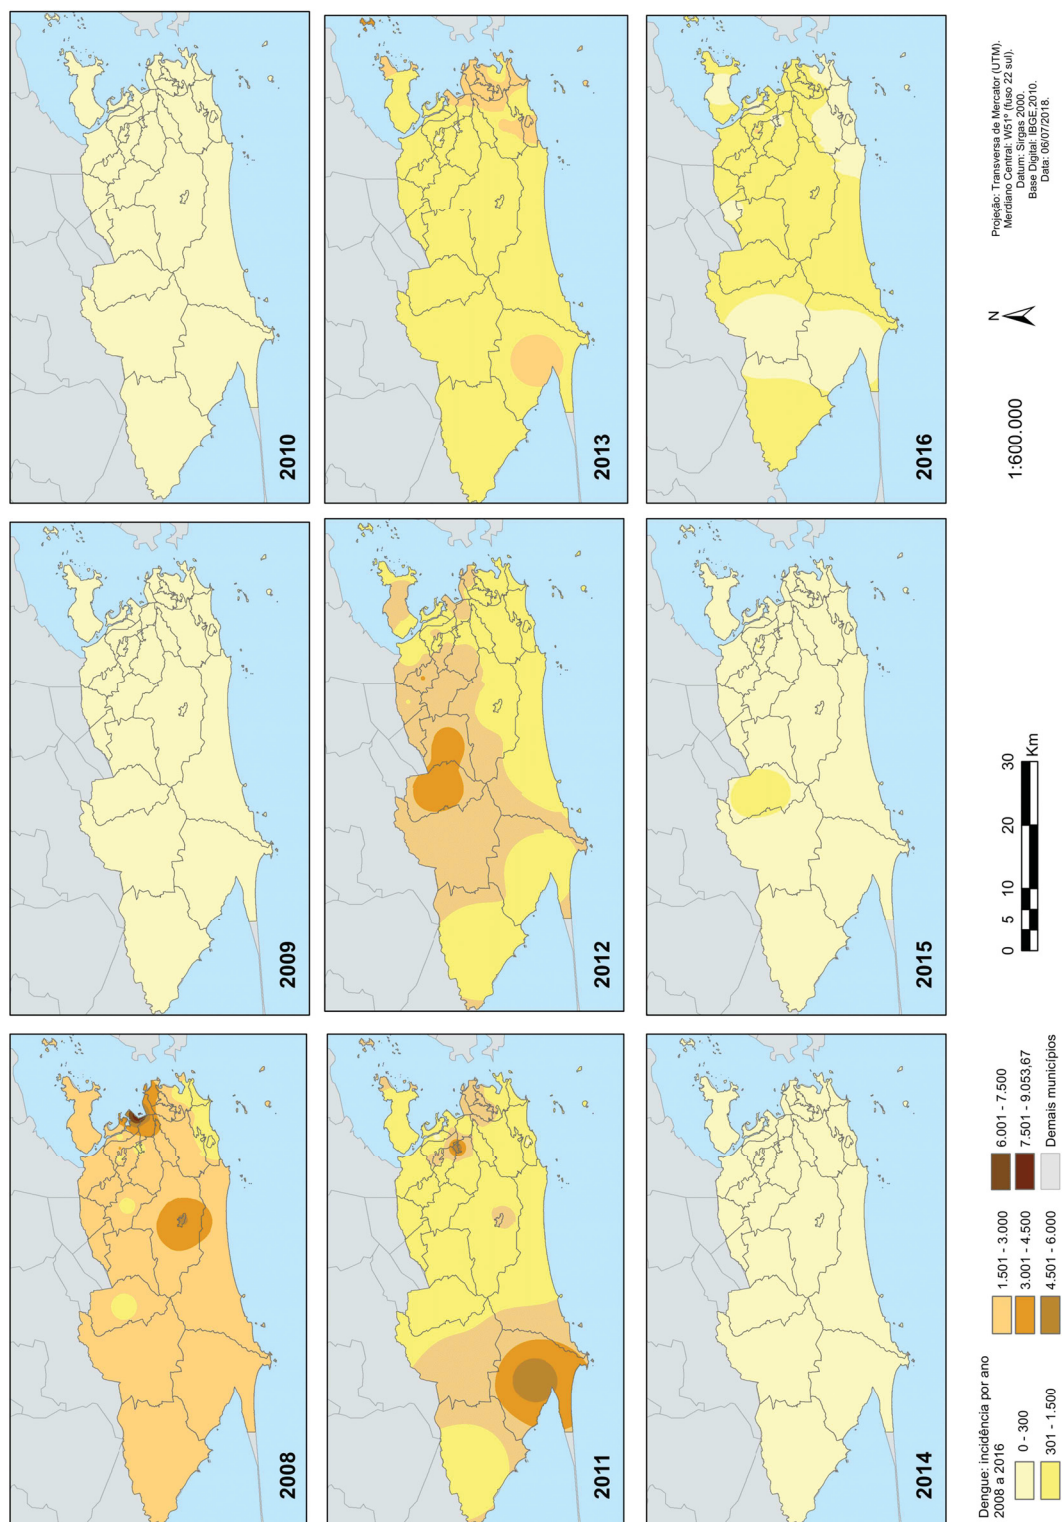 2008
2009
2010
2011
2012
2013
2014
2015
2016
Dengue: incidência por ano
2008 a 2016
0 - 300
301 - 1.500
1.501 - 3.000
3.001 - 4.500
4.501 - 6.000
6.001 - 7.500
7.501 - 9.053,67
Demais municípios
0 5 10 20 30
Km
1:600.000
N
Projeção: Transversa de Mercator (UTM).
Merdiano Central: W51º (fuso 22 sul).
Datum: Sirgas 2000.
Base Digital: IBGE,2010.
Data: 06/07/2018.